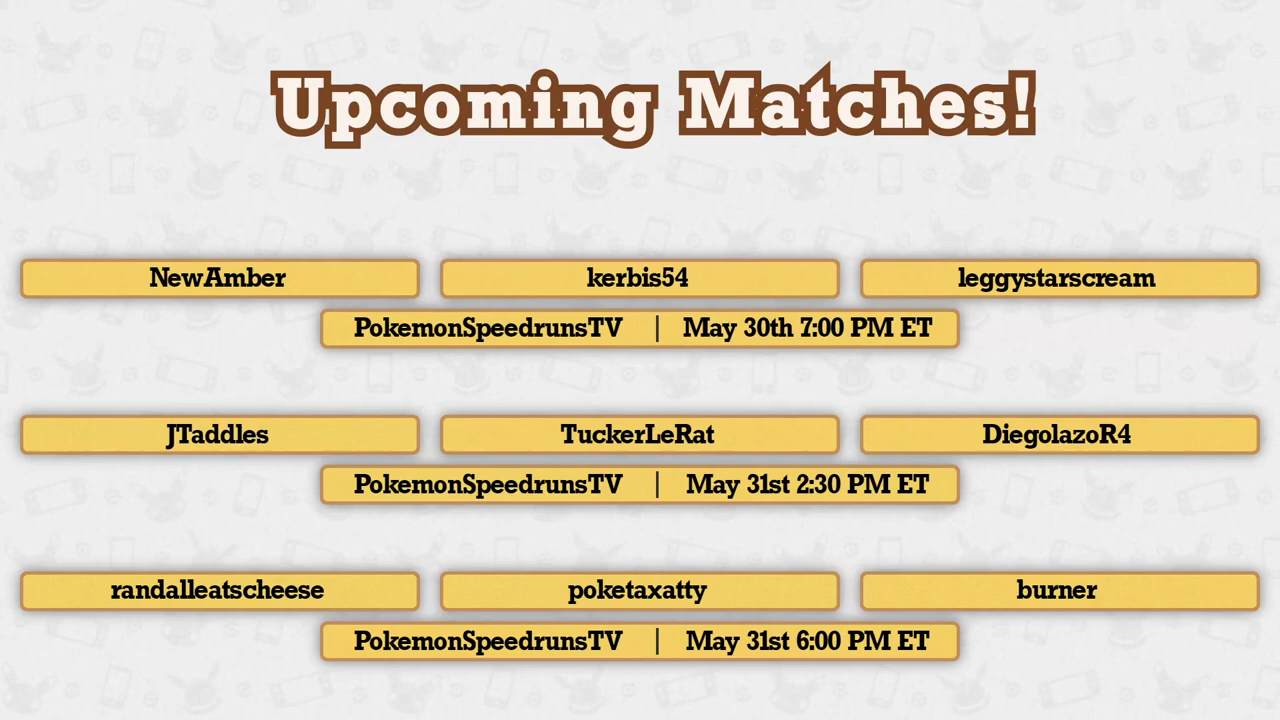 Upcoming Matches!
NewAmber kerbis54 leggystarscream
PokemonSpeedrunsTV | May 30th 7:00 PM ET
JTaddles TuckerLeRat DiegolazoR4
PokemonSpeedrunsTV | May 31st 2:30 PM ET
randalleatscheese poketaxatty burner
PokemonSpeedrunsTV | May 31st 6:00 PM ET